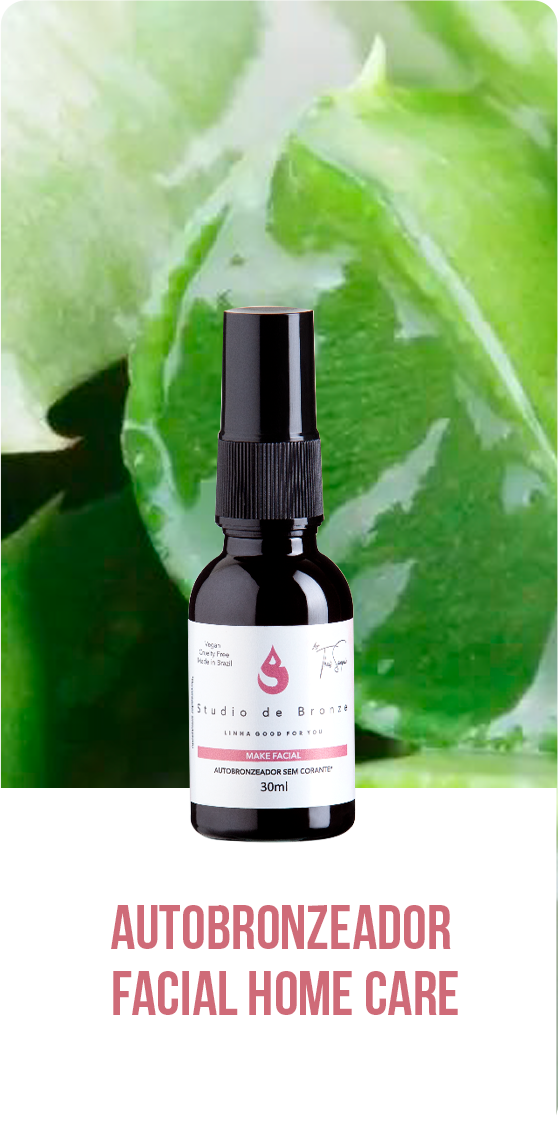 Vegan
Cruelty Free
Made in Brazil
by
Studio de Bronze
LINHA GOOD FOR YOU
MAKE FACIAL
AUTOBRONZEADOR SEM CORANTE*
30ml
AUTOBRONZEADOR
FACIAL HOME CARE